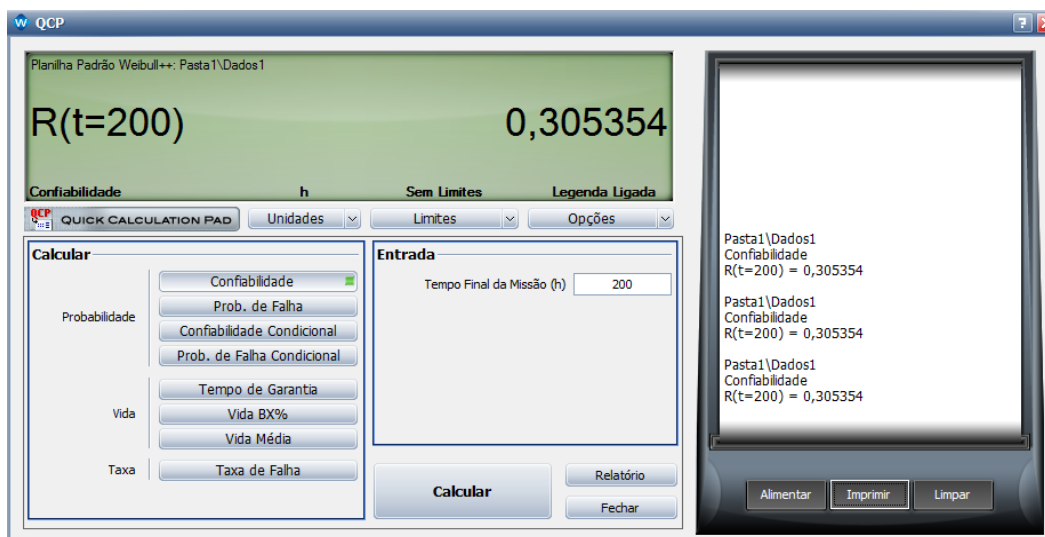 W QCP
?
Planilha Padrão Weibull++: Pasta1\Dados1
R(t=200) 0,305354
Confiabilidade h Sem Limites Legenda Ligada
QCP QUICK CALCULATION PAD Unidades Limites Opções
Calcular
Probabilidade
Confiabilidade
Prob. de Falha
Confiabilidade Condicional
Prob. de Falha Condicional
Vida
Tempo de Garantia
Vida BX%
Vida Média
Taxa
Taxa de Falha
Entrada
Tempo Final da Missão (h) 200
Calcular
Relatório
Fechar
Pasta1\Dados1
Confiabilidade
R(t=200) = 0,305354
Pasta1\Dados1
Confiabilidade
R(t=200) = 0,305354
Pasta1\Dados1
Confiabilidade
R(t=200) = 0,305354
Alimentar Imprimir Limpar